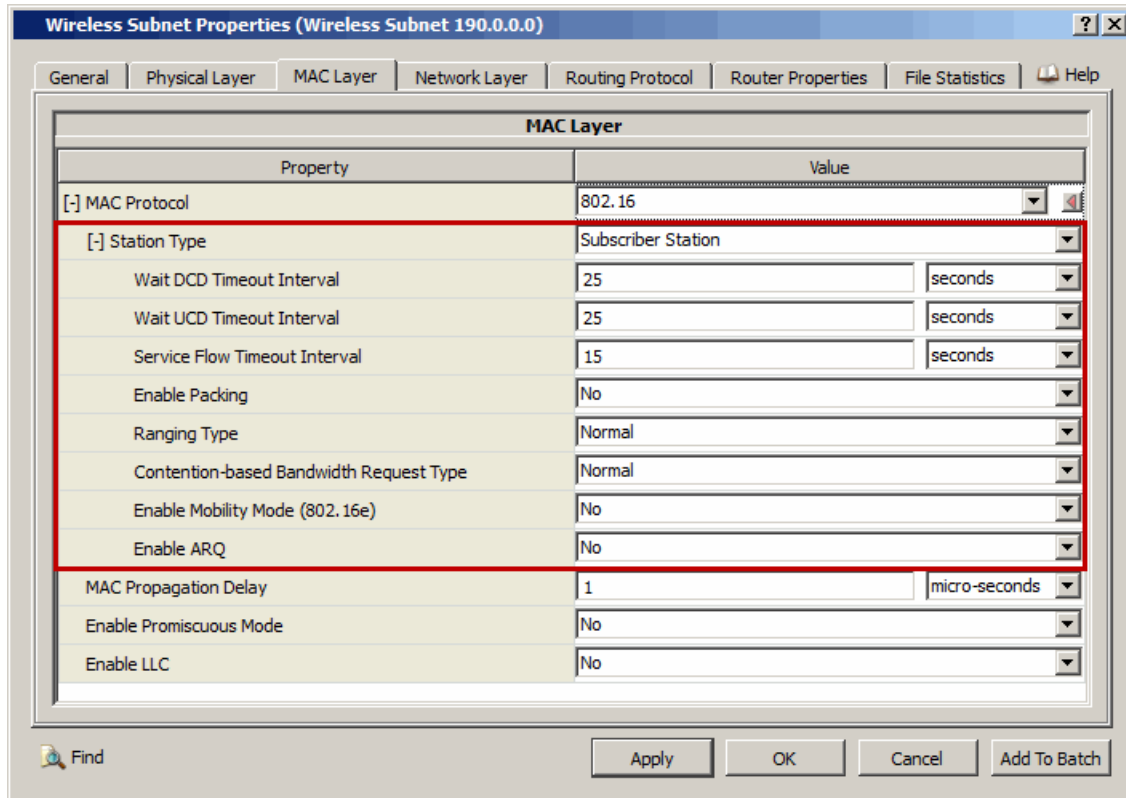 Wireless Subnet Properties (Wireless Subnet 190.0.0.0) ? X
General Physical Layer MAC Layer Network Layer Routing Protocol Router Properties File Statistics Help
MAC Layer
Property Value
[-] MAC Protocol 802.16
[-] Station Type Subscriber Station
Wait DCD Timeout Interval 25 seconds
Wait UCD Timeout Interval 25 seconds
Service Flow Timeout Interval 15 seconds
Enable Packing No
Ranging Type Normal
Contention-based Bandwidth Request Type Normal
Enable Mobility Mode (802.16e) No
Enable ARQ No
MAC Propagation Delay 1 micro-seconds
Enable Promiscuous Mode No
Enable LLC No
Find Apply OK Cancel Add To Batch